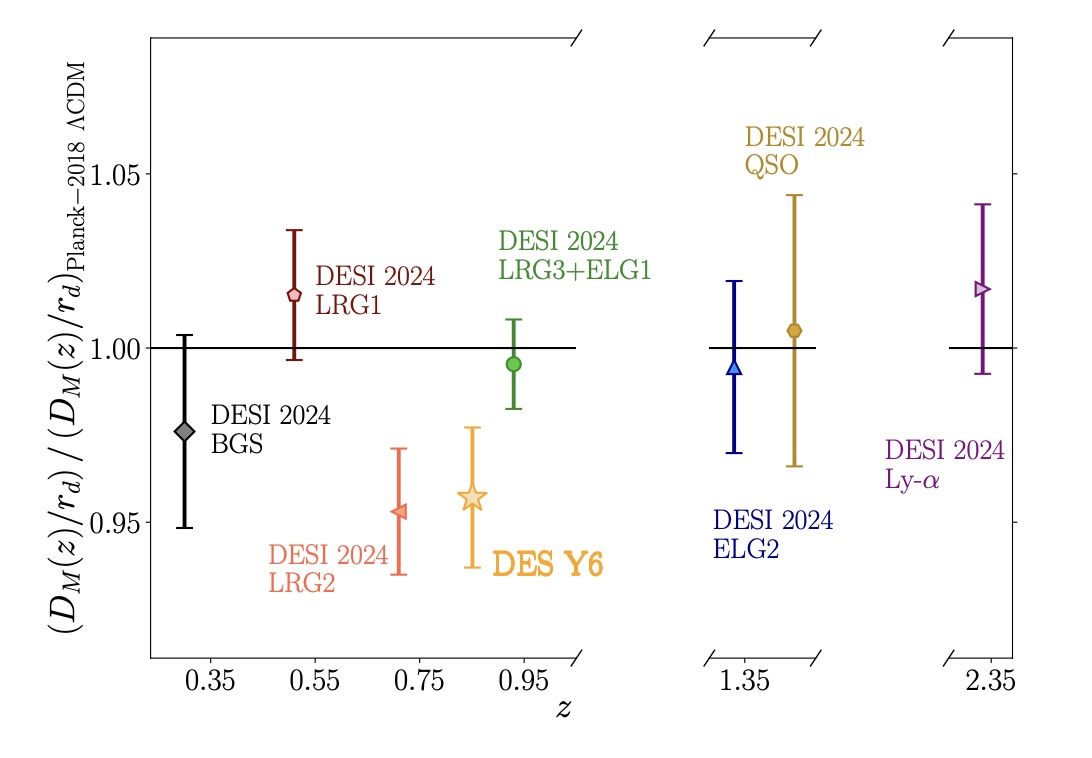 (D_M(z)/r_d) / (D_M(z)/r_d)Planck−2018 ΛCDM
1.05
1.00
0.95
DESI 2024
QSO
DESI 2024
LRG3+ELG1
DESI 2024
LRG1
DESI 2024
BGS
DESI 2024
Ly-α
DESI 2024
ELG2
DESI 2024
LRG2
DES Y6
0.35
0.55
0.75
0.95
1.35
2.35
z